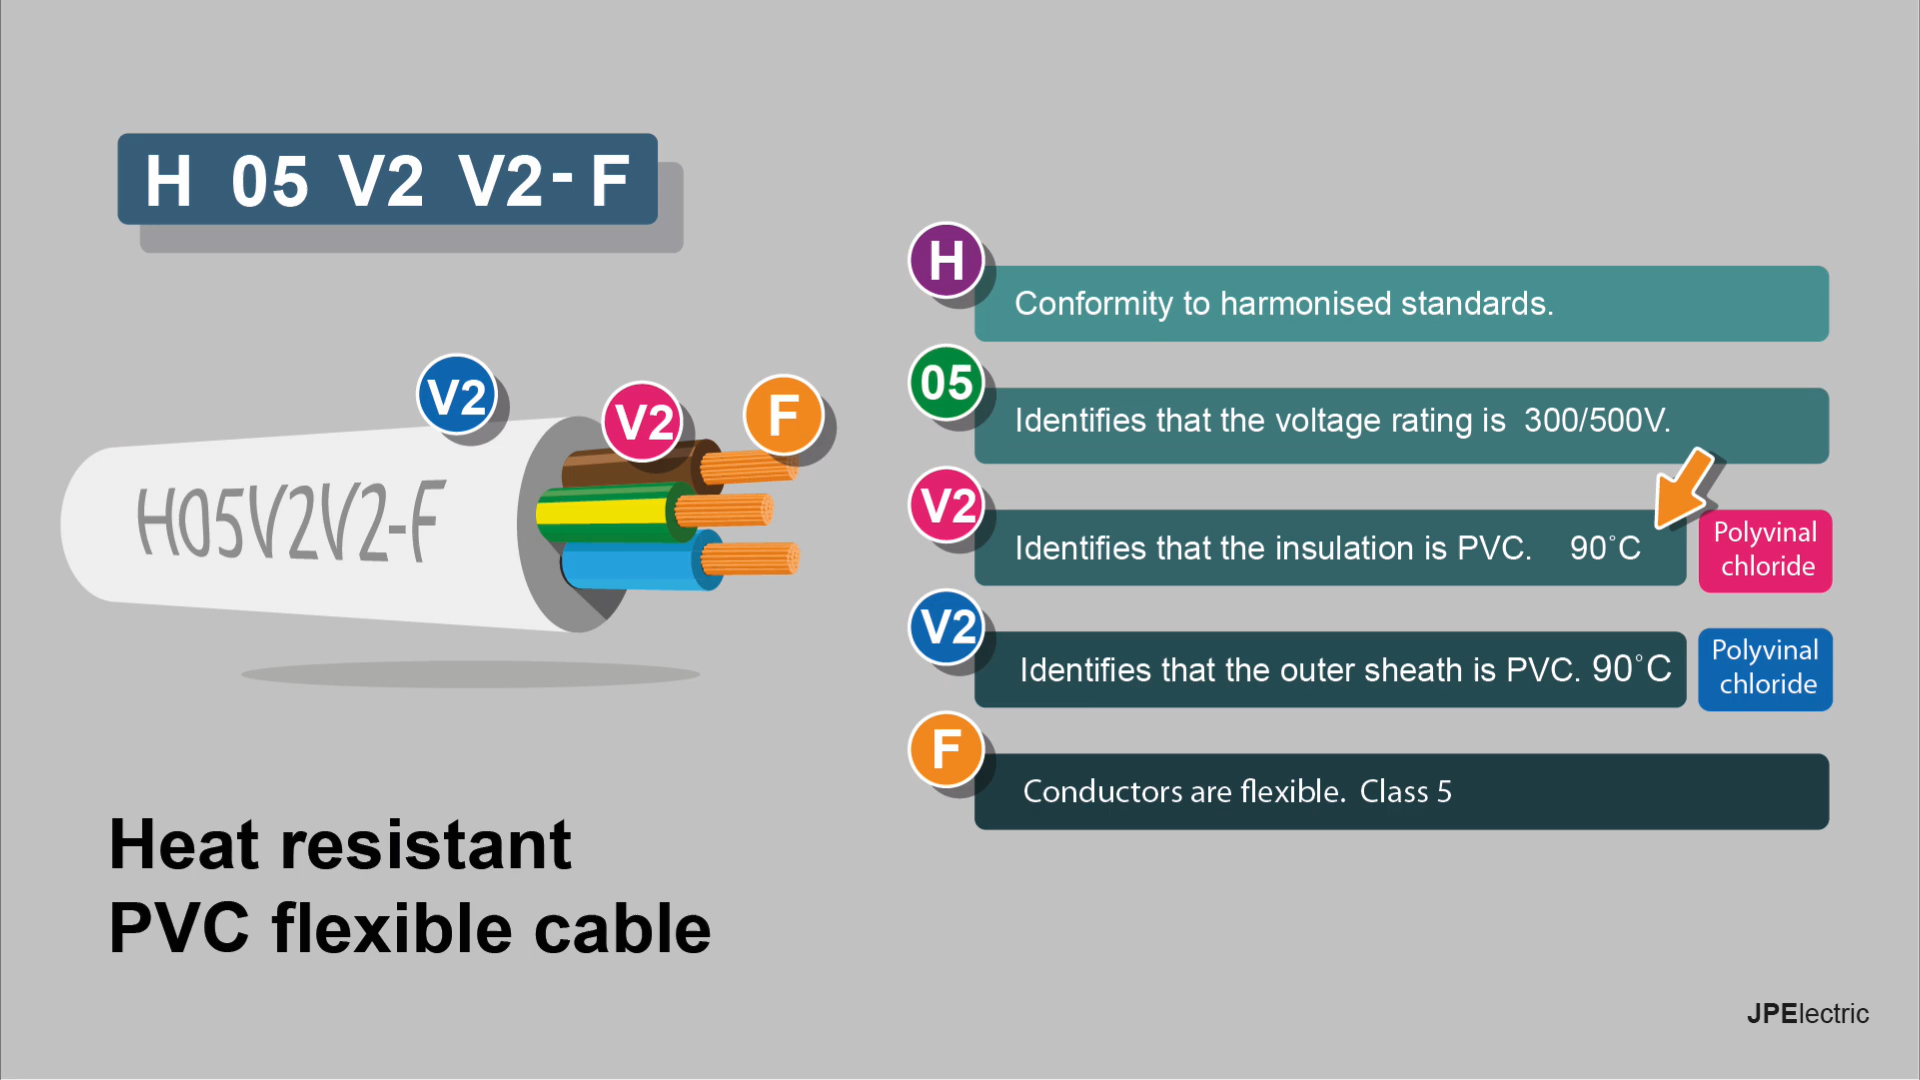 H 05 V2 V2-F
H
Conformity to harmonised standards.
05
Identifies that the voltage rating is 300/500V.
V2
Identifies that the insulation is PVC. 90°C
Polyvinal
chloride
V2
Identifies that the outer sheath is PVC. 90°C
Polyvinal
chloride
F
Conductors are flexible. Class 5
V2
V2
F
H05V2V2-F
Heat resistant
PVC flexible cable
JPElectric